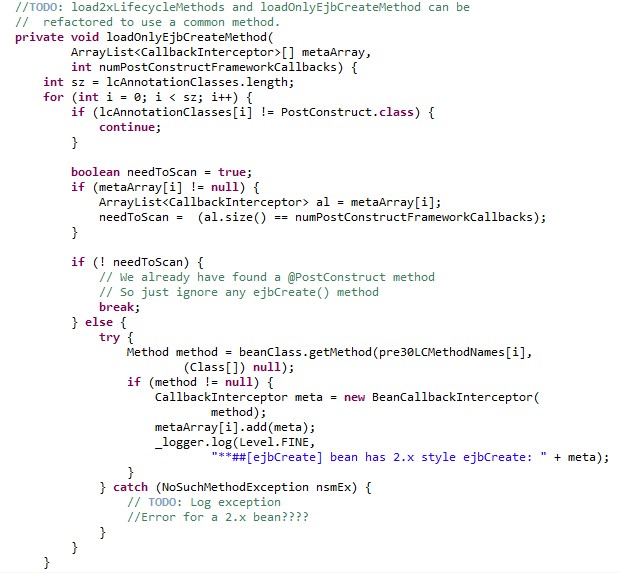 //TODO: load2xLifecycleMethods and loadOnlyEjbCreateMethod can be
//  refactored to use a common method.
private void loadOnlyEjbCreateMethod(
        ArrayList<CallbackInterceptor>[] metaArray,
        int numPostConstructFrameworkCallbacks) {
    int sz = lcAnnotationClasses.length;
    for (int i = 0; i < sz; i++) {
        if (lcAnnotationClasses[i] != PostConstruct.class) {
            continue;
        }

        boolean needToScan = true;
        if (metaArray[i] != null) {
            ArrayList<CallbackInterceptor> al = metaArray[i];
            needToScan =  (al.size() == numPostConstructFrameworkCallbacks);
        }

        if (! needToScan) {
            // We already have found a @PostConstruct method
            // So just ignore any ejbCreate() method
            break;
        } else {
            try {
                Method method = beanClass.getMethod(pre30LCMethodNames[i],
                        (Class[]) null);
                if (method != null) {
                    CallbackInterceptor meta = new BeanCallbackInterceptor(
                            method);
                    metaArray[i].add(meta);
                    _logger.log(Level.FINE,
                            "**##[ejbCreate] bean has 2.x style ejbCreate: " + meta);
                }
            } catch (NoSuchMethodException nsmEx) {
                // TODO: Log exception
                //Error for a 2.x bean????
            }
        }
    }